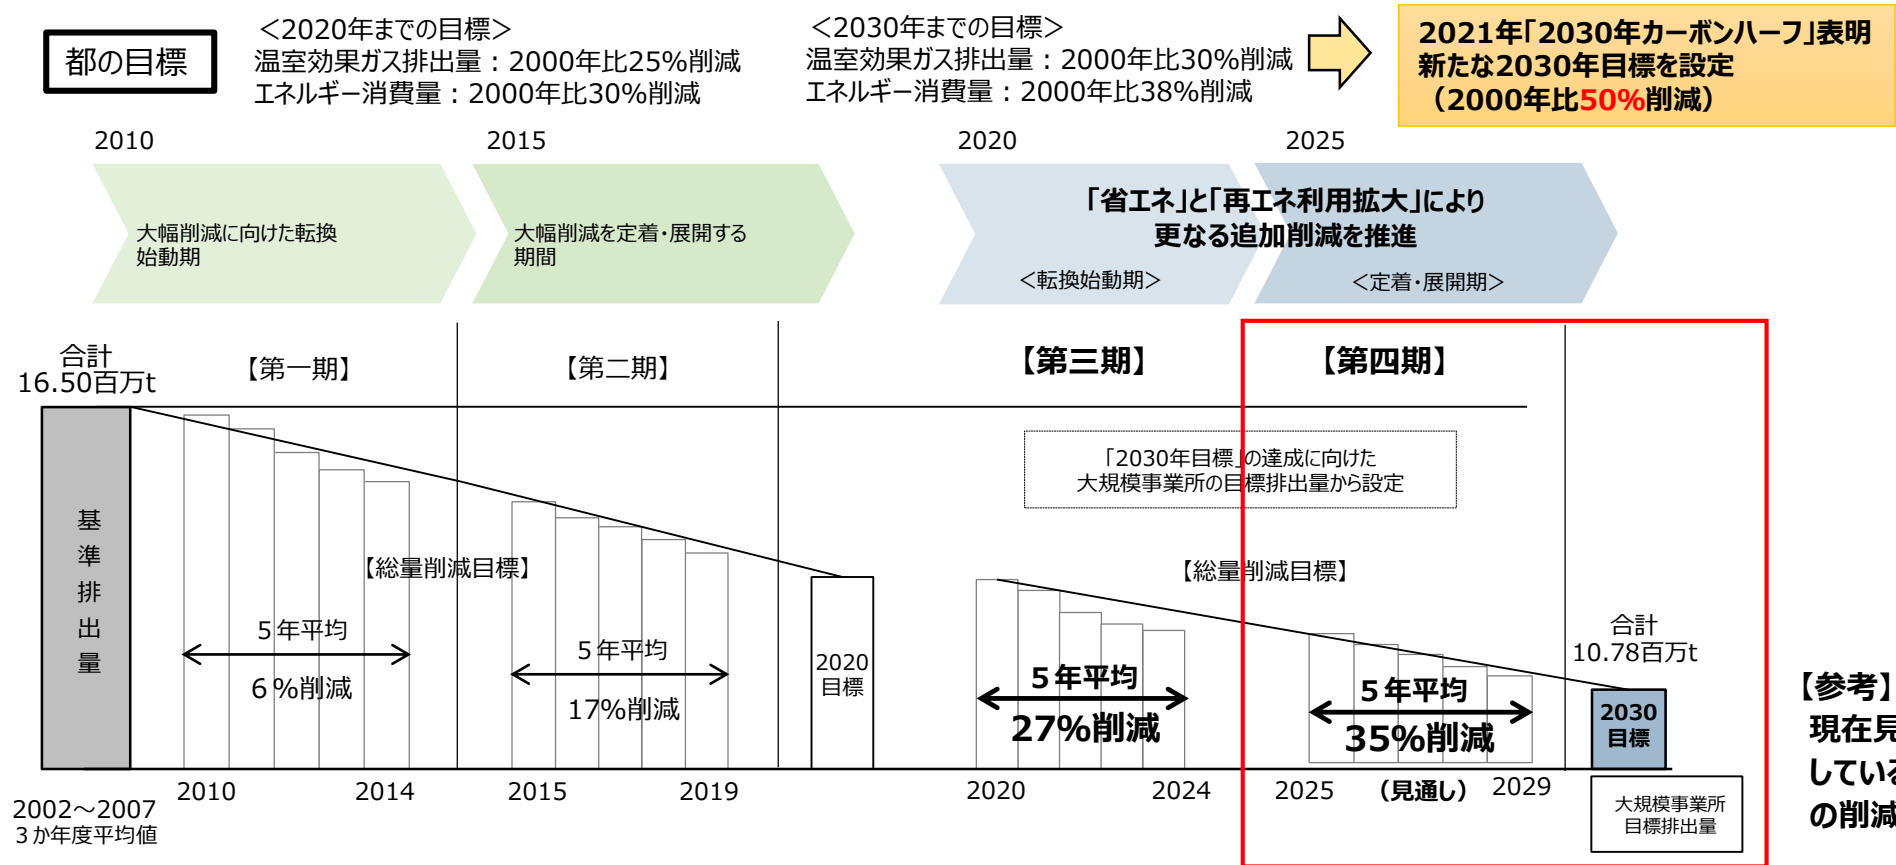 都の目標
＜2020年までの目標＞
温室効果ガス排出量：2000年比25%削減
エネルギー消費量：2000年比30%削減
＜2030年までの目標＞
温室効果ガス排出量：2000年比30%削減
エネルギー消費量：2000年比38%削減
2021年「2030年カーボンハーフ」表明
新たな2030年目標を設定
（2000年比50%削減）
2010
2015
2020
2025
大幅削減に向けた転換
始動期
大幅削減を定着・展開する
期間
「省エネ」と「再エネ利用拡大」により
更なる追加削減を推進
＜転換始動期＞
＜定着・展開期＞
合計
16.50百万t
【第一期】
【第二期】
【第三期】
【第四期】
「2030年目標」の達成に向けた
大規模事業所の目標排出量から設定
基準排出量
【総量削減目標】
【総量削減目標】
５年平均
６%削減
５年平均
17%削減
2020
目標
５年平均
27%削減
５年平均
35%削減
合計
10.78百万t
2030
目標
【参考】
現在見
している
の削減
2002～2007
３か年度平均値
2010
2014
2015
2019
2020
2024
2025
（見通し）
2029
大規模事業所
目標排出量